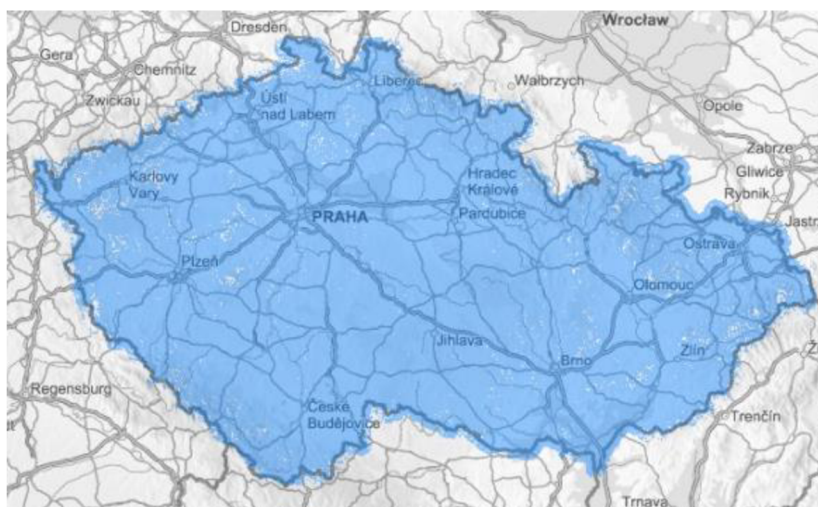 Wrocław
Dresden
Gera
Chemnitz
Liberec
Wałbrzych
Zwickau
Ústí
nad Labem
Opole
Zabrze
Karlovy
Vary
Hradec
Králové
Gliwice
Rybnik
PRAHA
Pardubice
Jastrz
Ostrava
Plzeň
Olomouc
Jihlava
Zlín
Brno
Regensburg
České
Budějovice
Trenčín
Trnava